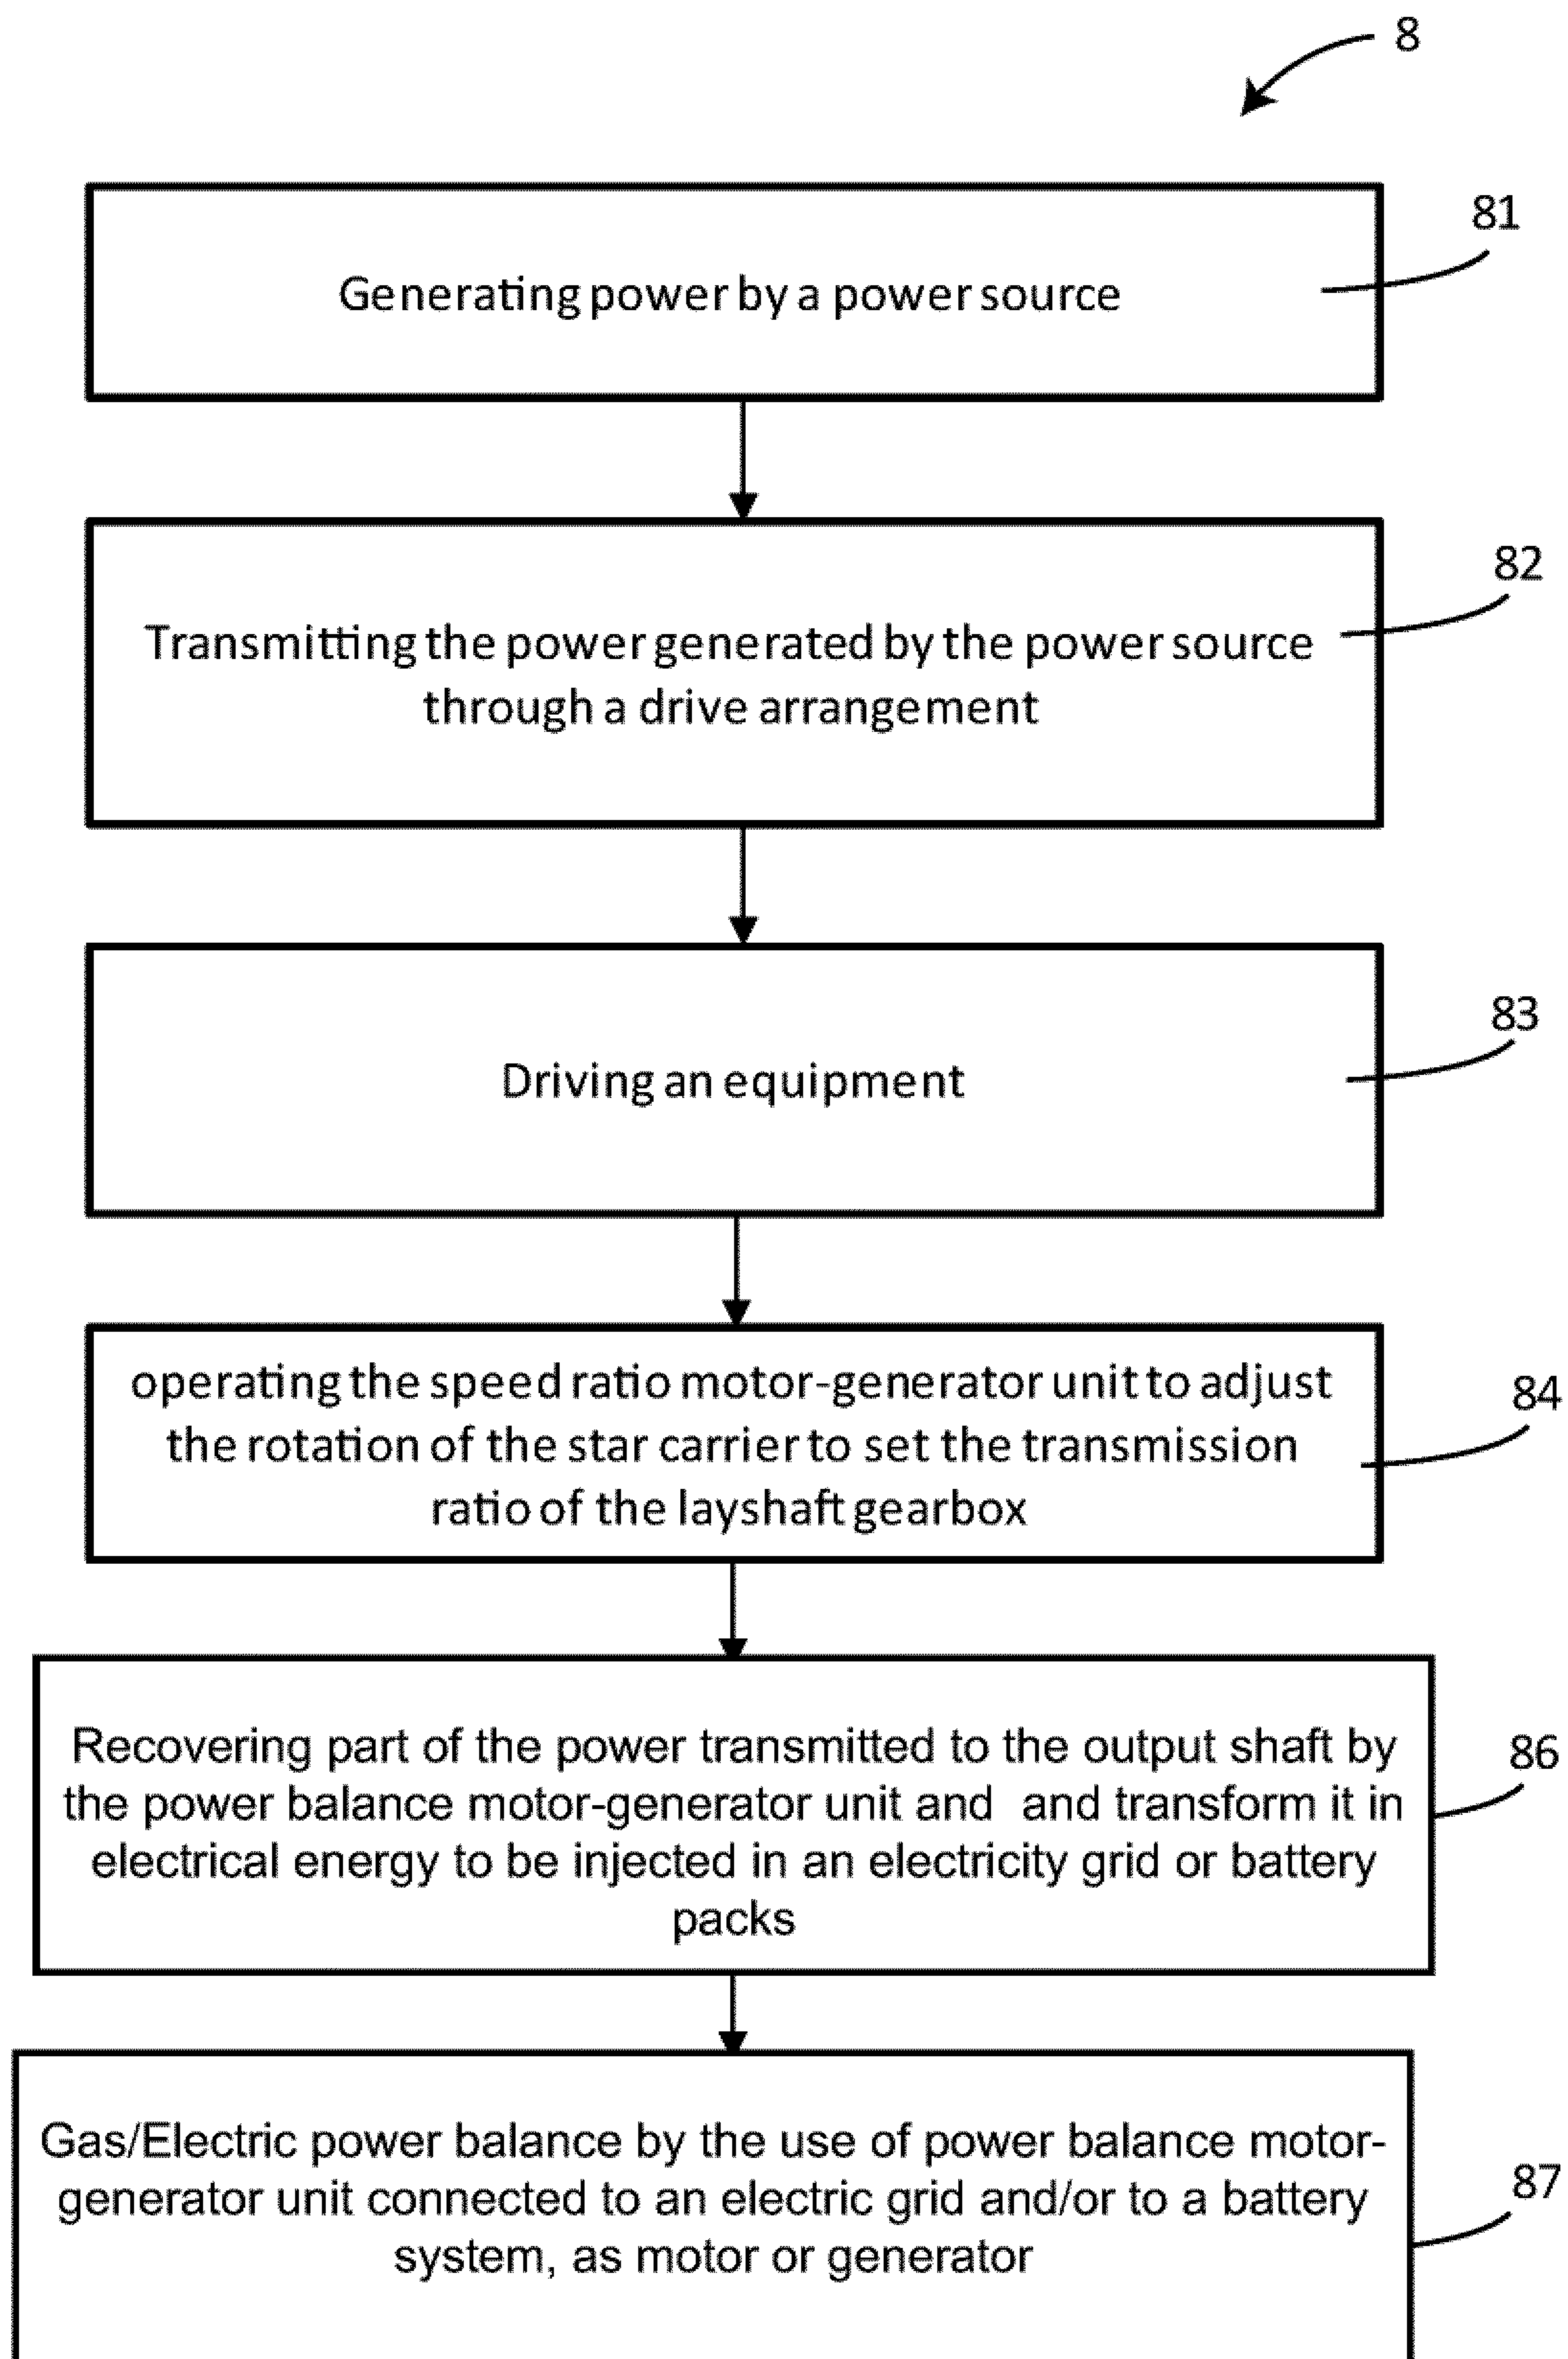 8
81
Generating power by a power source
82
Transmitting the power generated by the power source
through a drive arrangement
83
Driving an equipment
operating the speed ratio motor-generator unit to adjust
84
the rotation of the star carrier to set the transmission
ratio of the layshaft gearbox
Recovering part of the power transmitted to the output shaft by
86
the power balance motor-generator unit and  and transform it in
electrical energy to be injected in an electricity grid or battery
packs
Gas/Electric power balance by the use of power balance motor-
87
generator unit connected to an electric grid and/or to a battery
system, as motor or generator